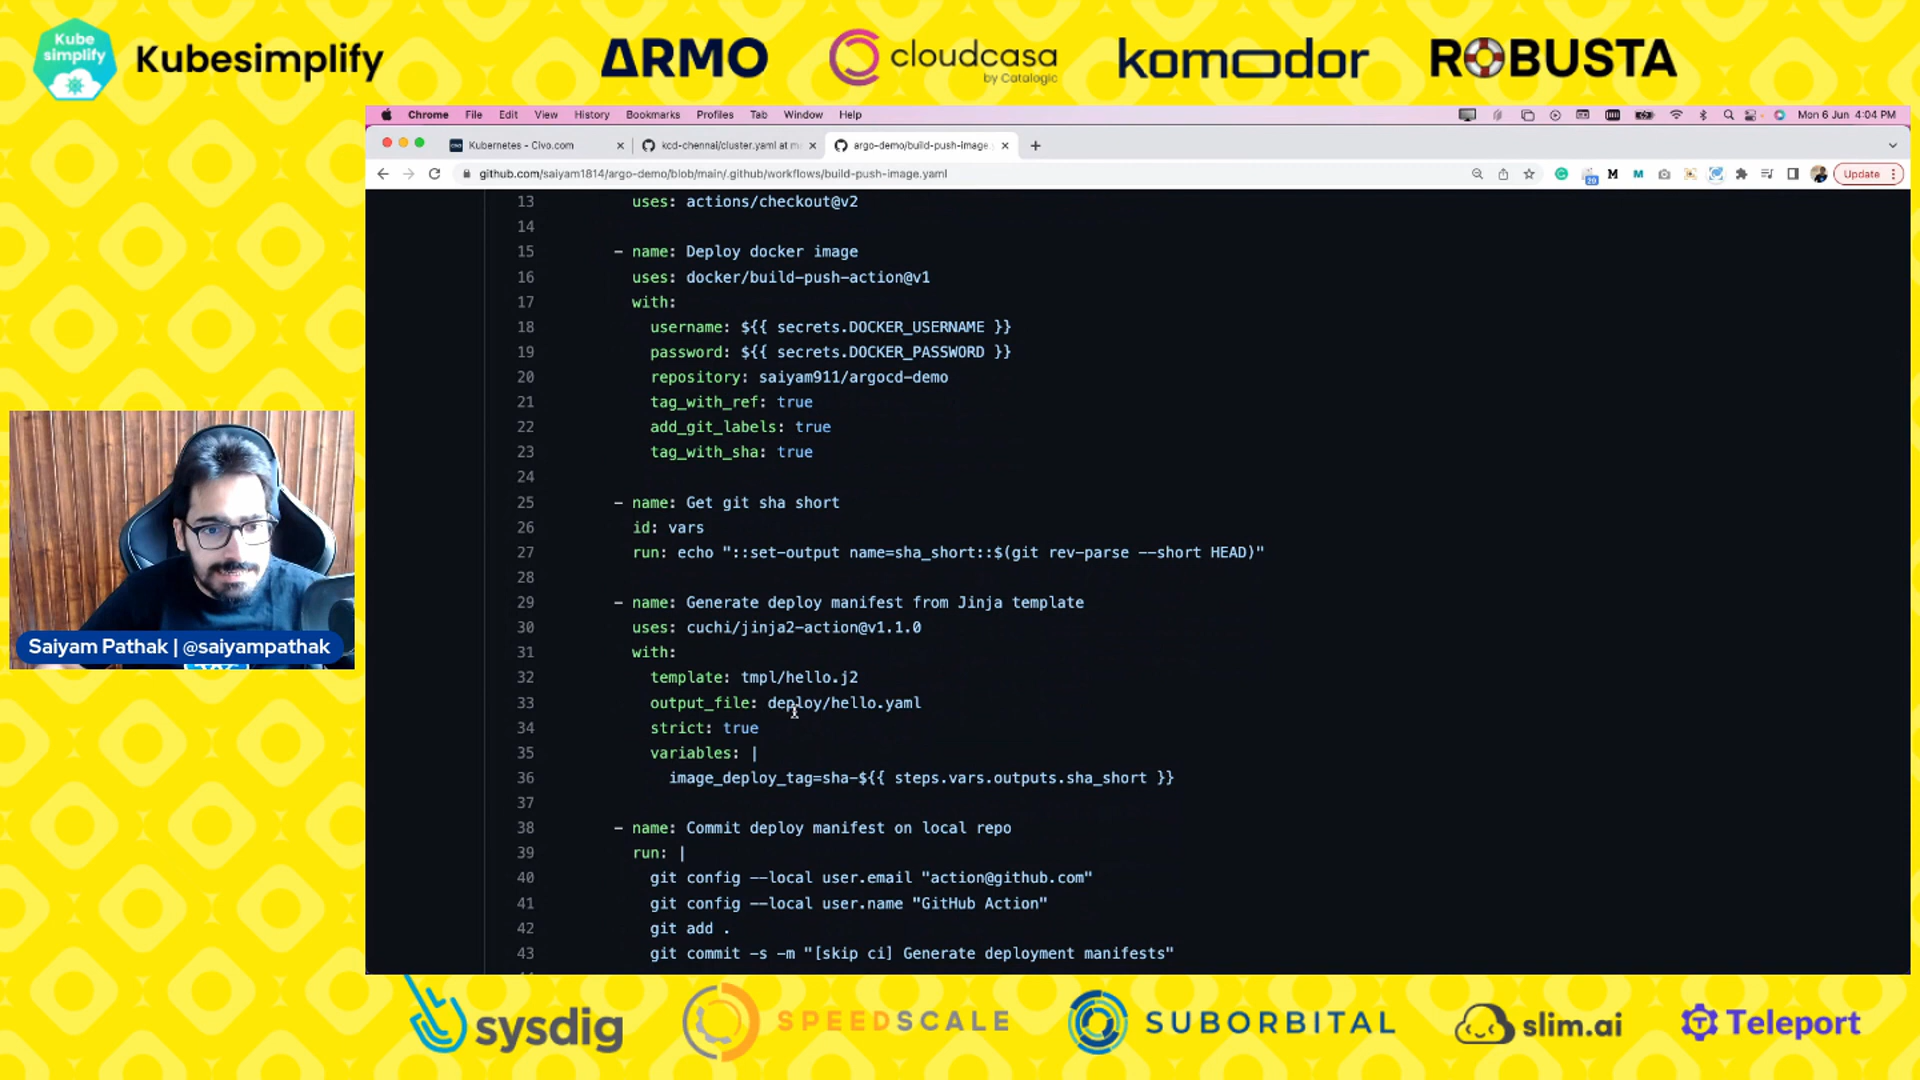 Kube
simplify
Kubesimplify
ARMO
cloudcasa
by Catalogic
komodor
ROBUSTA
Chrome File Edit View History Bookmarks Profiles Tab Window Help
Mon 6 Jun 4:04 PM
Kubernetes - Civo.com
kcd-chennai/cluster.yaml at m
argo-demo/build-push-image.
github.com/saiyam1814/argo-demo/blob/main/.github/workflows/build-push-image.yaml
Update
13 uses: actions/checkout@v2
14
15 - name: Deploy docker image
16 uses: docker/build-push-action@v1
17 with:
18 username: ${{ secrets.DOCKER_USERNAME }}
19 password: ${{ secrets.DOCKER_PASSWORD }}
20 repository: saiyam911/argocd-demo
21 tag_with_ref: true
22 add_git_labels: true
23 tag_with_sha: true
24
25 - name: Get git sha short
26 id: vars
27 run: echo "::set-output name=sha_short::$(git rev-parse --short HEAD)"
28
29 - name: Generate deploy manifest from Jinja template
30 uses: cuchi/jinja2-action@v1.1.0
31 with:
32 template: tmpl/hello.j2
33 output_file: deploy/hello.yaml
34 strict: true
35 variables: |
36 image_deploy_tag=sha-${{ steps.vars.outputs.sha_short }}
37
38 - name: Commit deploy manifest on local repo
39 run: |
40 git config --local user.email "action@github.com"
41 git config --local user.name "GitHub Action"
42 git add .
43 git commit -s -m "[skip ci] Generate deployment manifests"
Saiyam Pathak | @saiyampathak
sysdig
SPEEDSCALE
SUBORBITAL
slim.ai
Teleport